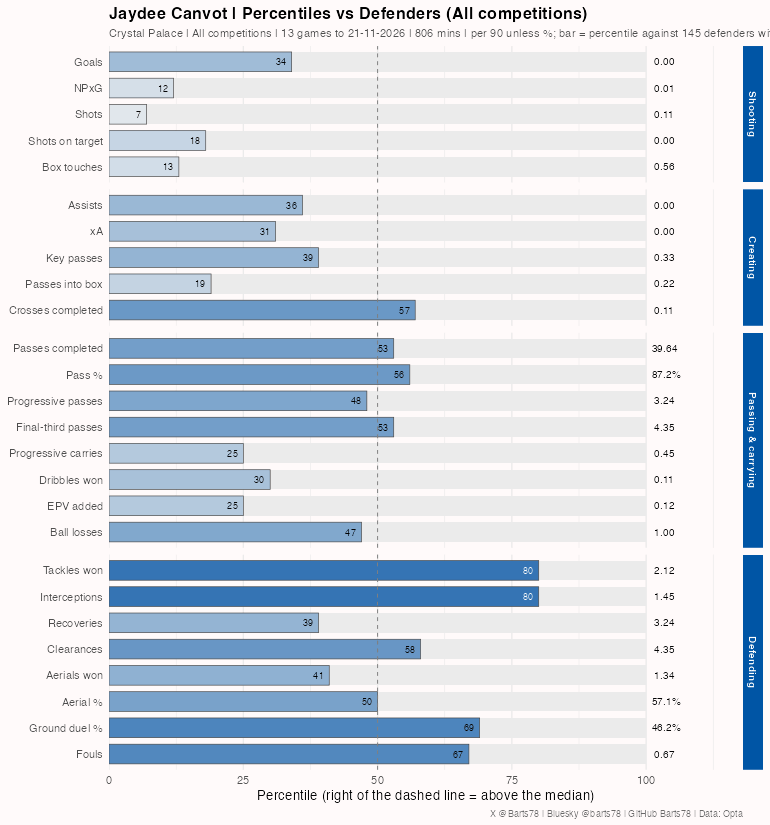 Jaydee Canvot | Percentiles vs Defenders (All competitions)
Crystal Palace | All competitions | 13 games to 21-11-2026 | 806 mins | per 90 unless %; bar = percentile against 145 defenders
Goals 34 0.00
NPxG 12 0.01
Shots 7 0.11
Shots on target 18 0.00
Box touches 13 0.56
Shooting
Assists 36 0.00
xA 31 0.00
Key passes 39 0.33
Passes into box 19 0.22
Crosses completed 57 0.11
Creating
Passes completed 53 39.64
Pass % 56 87.2%
Progressive passes 48 3.24
Final-third passes 53 4.35
Progressive carries 25 0.45
Dribbles won 30 0.11
EPV added 25 0.12
Ball losses 47 1.00
Passing & carrying
Tackles won 80 2.12
Interceptions 80 1.45
Recoveries 39 3.24
Clearances 58 4.35
Aerials won 41 1.34
Aerial % 50 57.1%
Ground duel % 69 46.2%
Fouls 67 0.67
Defending
0 25 50 75 100
Percentile (right of the dashed line = above the median)
X @Barts78 | Bluesky @barts78 | GitHub Barts78 | Data: Opta